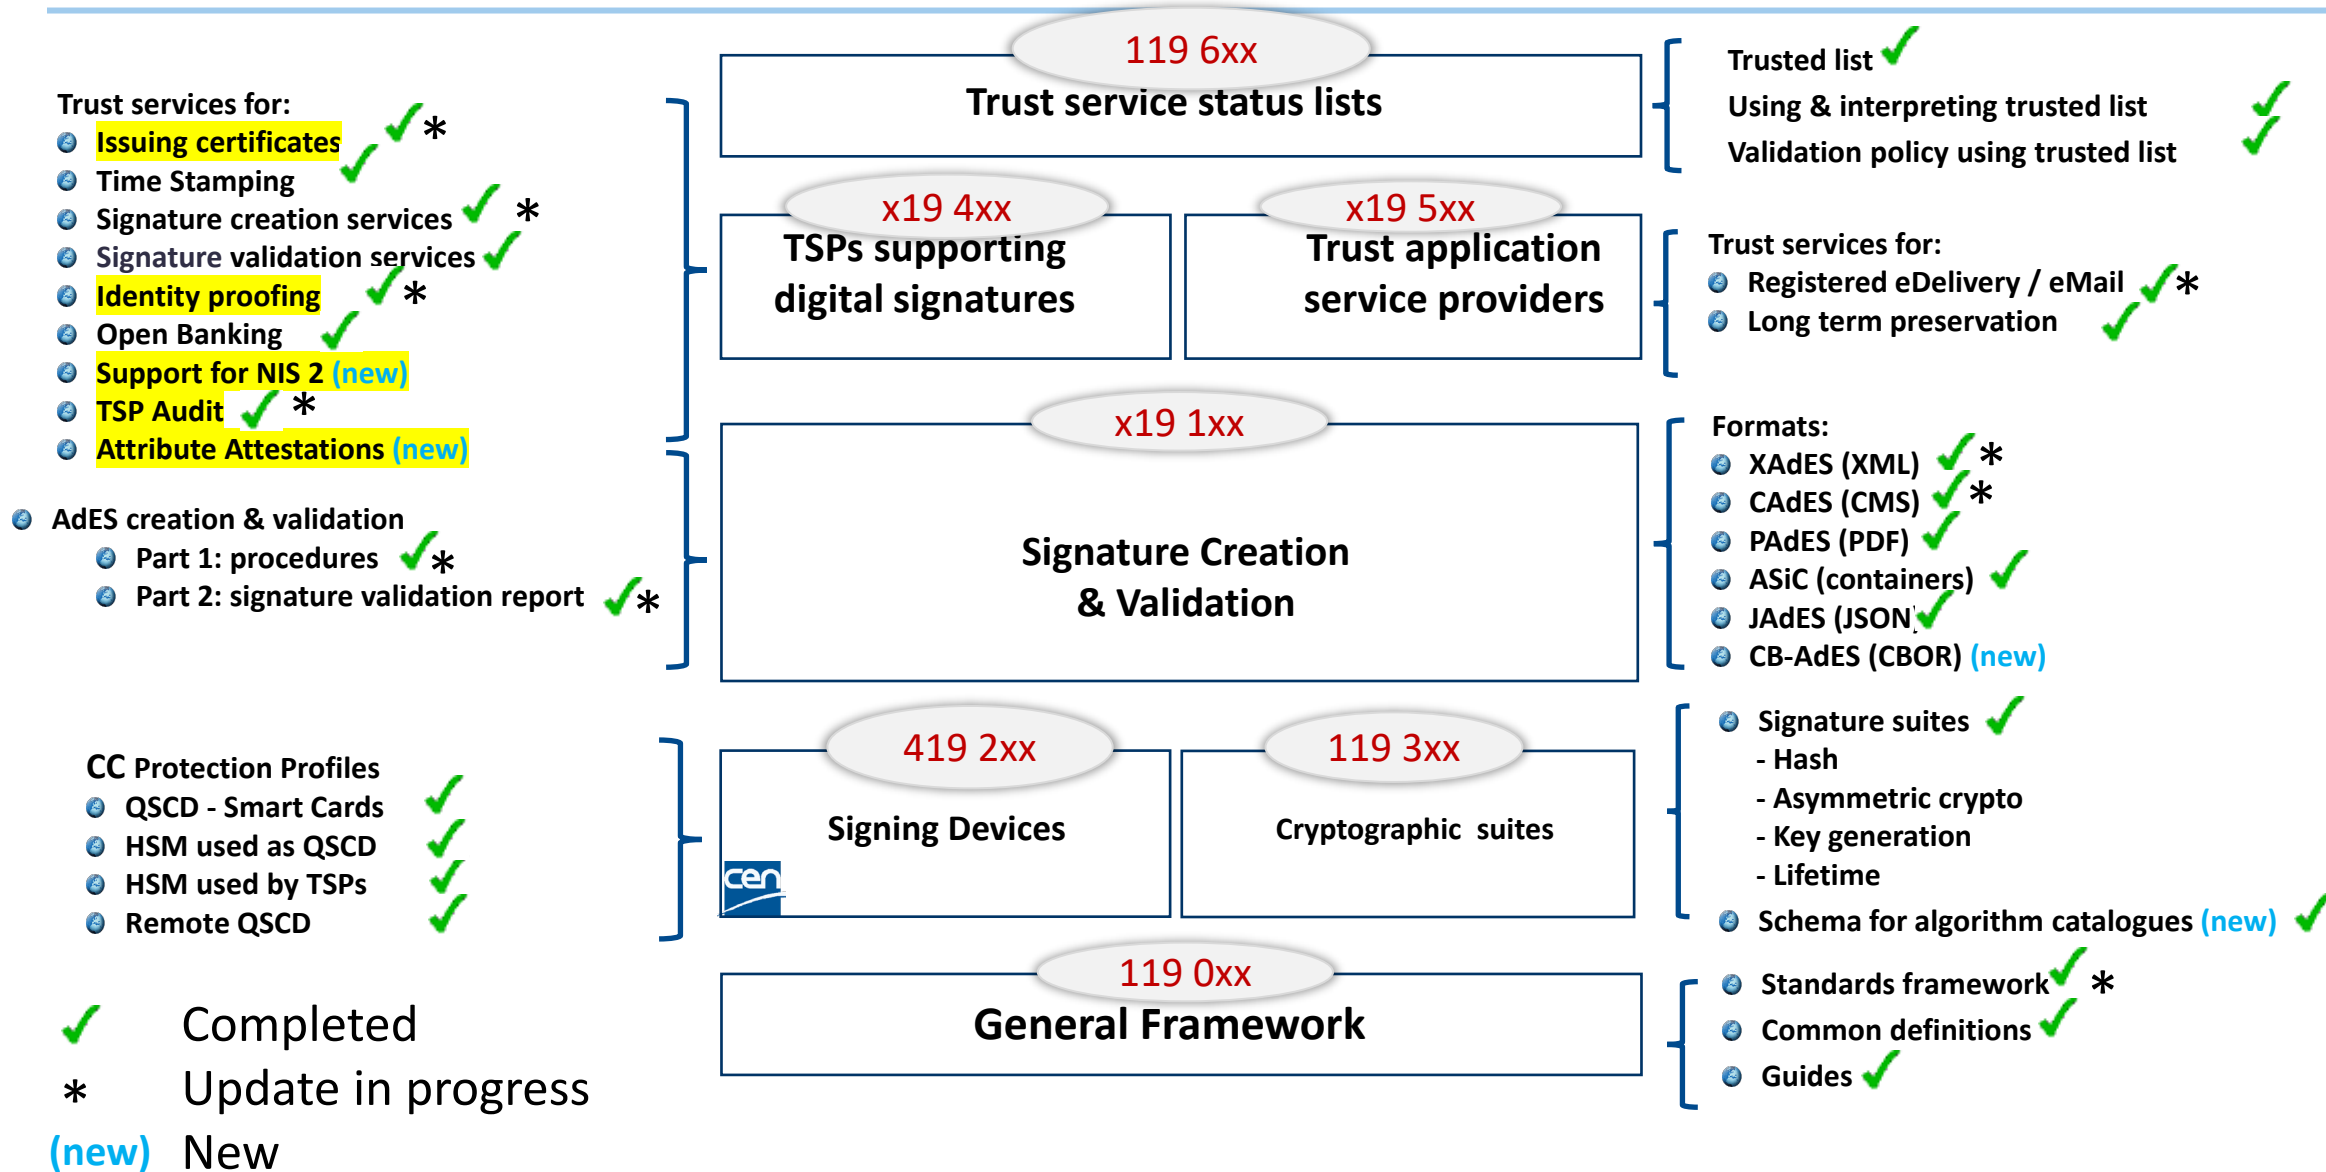 119 6xx
Trust service status lists
Trusted list
Using & interpreting trusted list
Validation policy using trusted list
Trust services for:
Issuing certificates *
Time Stamping
Signature creation services *
Signature validation services
Identity proofing *
Open Banking
Support for NIS 2 (new)
TSP Audit *
Attribute Attestations (new)
x19 4xx
TSPs supporting
digital signatures
x19 5xx
Trust application
service providers
Trust services for:
Registered eDelivery / eMail *
Long term preservation
AdES creation & validation
Part 1: procedures *
Part 2: signature validation report *
x19 1xx
Signature Creation
& Validation
Formats:
XAdES (XML) *
CAdES (CMS) *
PAdES (PDF)
ASiC (containers)
JAdES (JSON)
CB-AdES (CBOR) (new)
CC Protection Profiles
QSCD - Smart Cards
HSM used as QSCD
HSM used by TSPs
Remote QSCD
419 2xx
Signing Devices
cen
119 3xx
Cryptographic suites
Signature suites
- Hash
- Asymmetric crypto
- Key generation
- Lifetime
Schema for algorithm catalogues (new)
119 0xx
General Framework
Standards framework *
Common definitions
Guides
Completed
* Update in progress
(new) New